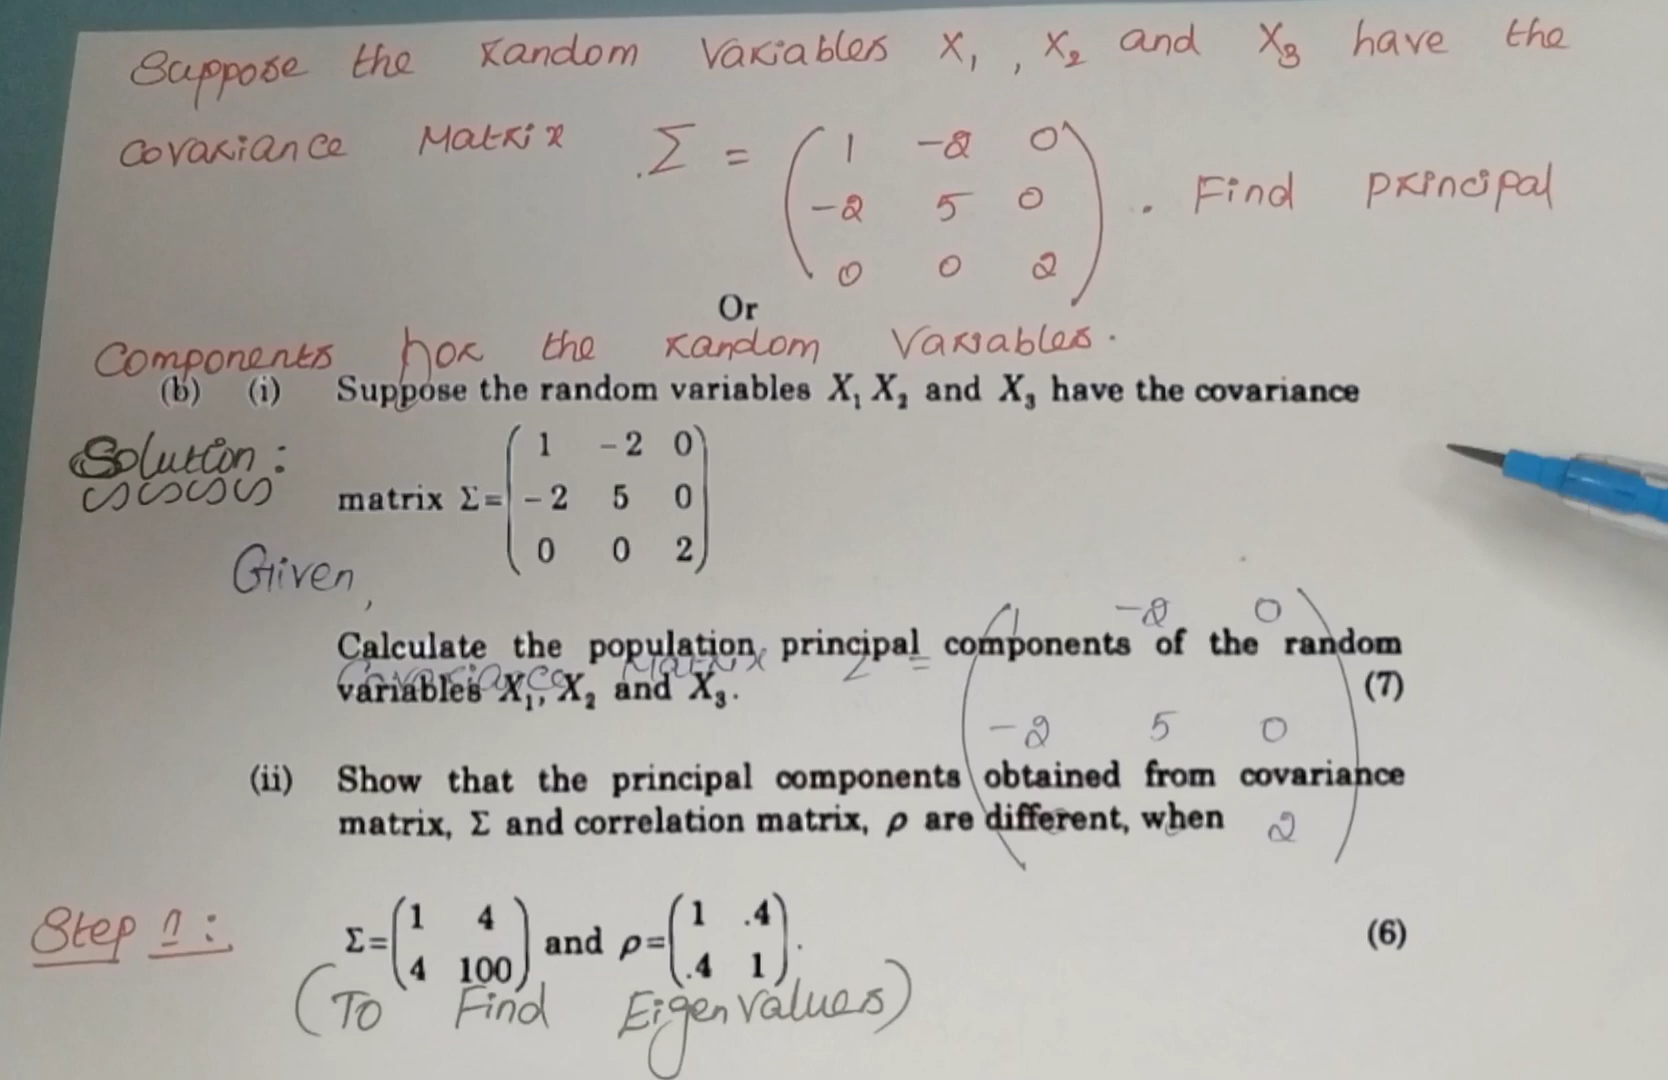 Suppose the random variables X₁, X₂ and X₃ have the
covariance Matrix Σ = ( 1 -2 0
-2 5 0
0 0 2 ) . Find principal
Or
components for the random variables.
(b) (i) Suppose the random variables X₁ X₂ and X₃ have the covariance
Solution:
matrix Σ= ( 1 -2 0
-2 5 0
0 0 2 )
Given,
Calculate the population principal components of the random
variables X₁, X₂ and X₃. (7)
Covariance Matrix Σ = ( 1 -2 0
-2 5 0
2 )
(ii) Show that the principal components obtained from covariance
matrix, Σ and correlation matrix, ρ are different, when
Step 1:
Σ= ( 1 4
4 100 ) and ρ= ( 1 .4
.4 1 ). (6)
(To Find Eigen values)